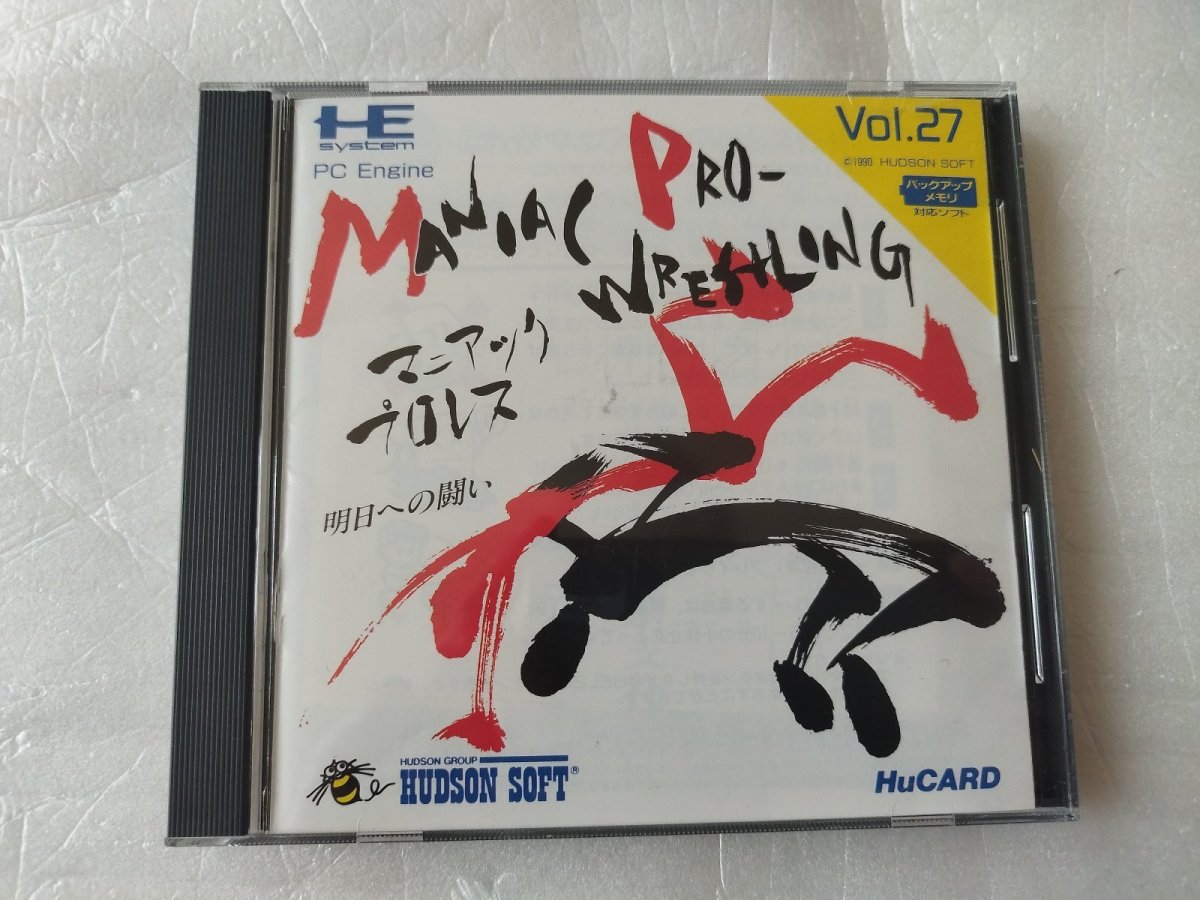 HE
system
PC Engine
Vol.27
©1990 HUDSON SOFT
バックアップ
メモリ
対応ソフト
MANIAC PRO-
WRESTLING
マニアック
プロレス
明日への闘い
HUDSON GROUP
HUDSON SOFT®
HuCARD